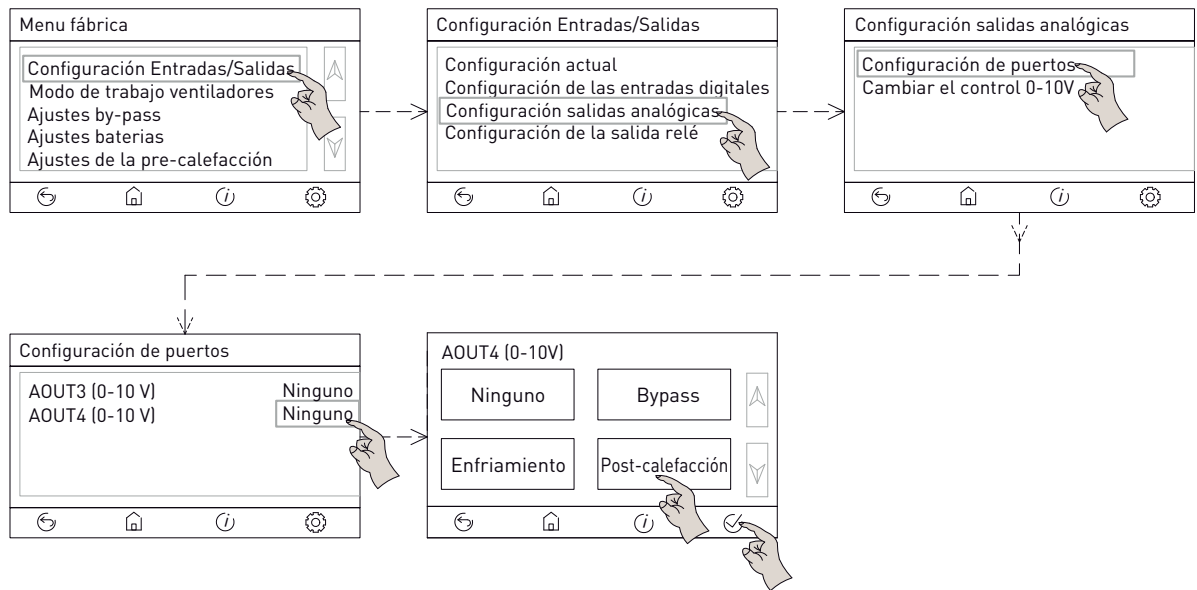 Menu fábrica
Configuración Entradas/Salidas
Modo de trabajo ventiladores
Ajustes by-pass
Ajustes baterias
Ajustes de la pre-calefacción
Configuración Entradas/Salidas
Configuración actual
Configuración de las entradas digitales
Configuración salidas analógicas
Configuración de la salida relé
Configuración salidas analógicas
Configuración de puertos
Cambiar el control 0-10V
Configuración de puertos
AOUT3 (0-10 V) Ninguno
AOUT4 (0-10 V) Ninguno
AOUT4 (0-10V)
Ninguno Bypass
Enfriamiento Post-calefacción